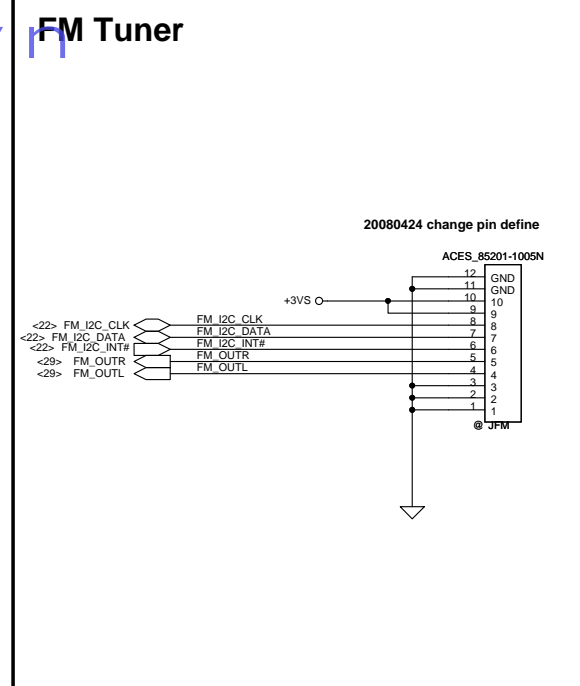 FM Tuner
n
20080424 change pin define
ACES_85201-1005N
12 GND
11 GND
+3VS 10 10
9 9
<22> FM_I2C_CLK FM_I2C_CLK 8 8
<22> FM_I2C_DATA FM_I2C_DATA 7 7
<22> FM_I2C_INT# FM_I2C_INT# 6 6
<29> FM_OUTR FM_OUTR 5 5
<29> FM_OUTL FM_OUTL 4 4
3 3
2 2
1 1
@ JFM